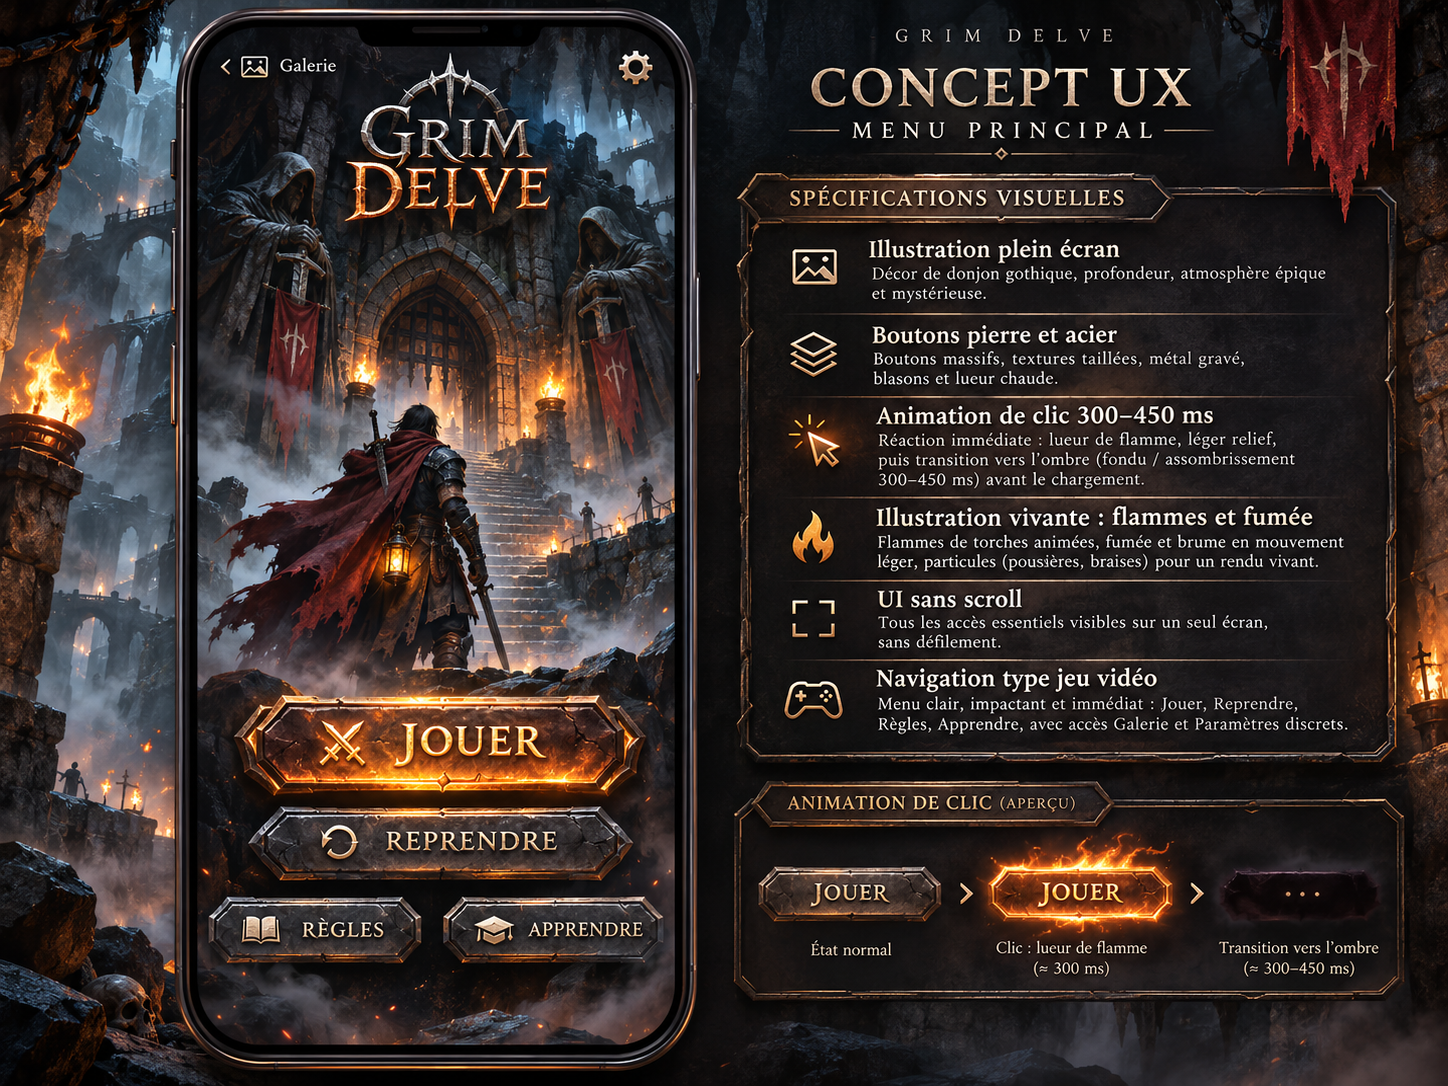 Galerie
GRIM
DELVE
JOUER
REPRENDRE
RÈGLES
APPRENDRE
GRIM DELVE
CONCEPT UX
MENU PRINCIPAL
SPÉCIFICATIONS VISUELLES
Illustration plein écran
Décor de donjon gothique, profondeur, atmosphère épique
et mystérieuse.
Boutons pierre et acier
Boutons massifs, textures taillées, métal gravé,
blasons et lueur chaude.
Animation de clic 300–450 ms
Réaction immédiate : lueur de flamme, léger relief,
puis transition vers l'ombre (fondu / assombrissement
300–450 ms) avant le chargement.
Illustration vivante : flammes et fumée
Flammes de torches animées, fumée et brume en mouvement
léger, particules (poussières, braises) pour un rendu vivant.
UI sans scroll
Tous les accès essentiels visibles sur un seul écran,
sans défilement.
Navigation type jeu vidéo
Menu clair, impactant et immédiat : Jouer, Reprendre,
Règles, Apprendre, avec accès Galerie et Paramètres discrets.
ANIMATION DE CLIC (APERÇU)
JOUER
JOUER
...
État normal
Clic : lueur de flamme
(≈ 300 ms)
Transition vers l'ombre
(≈ 300–450 ms)